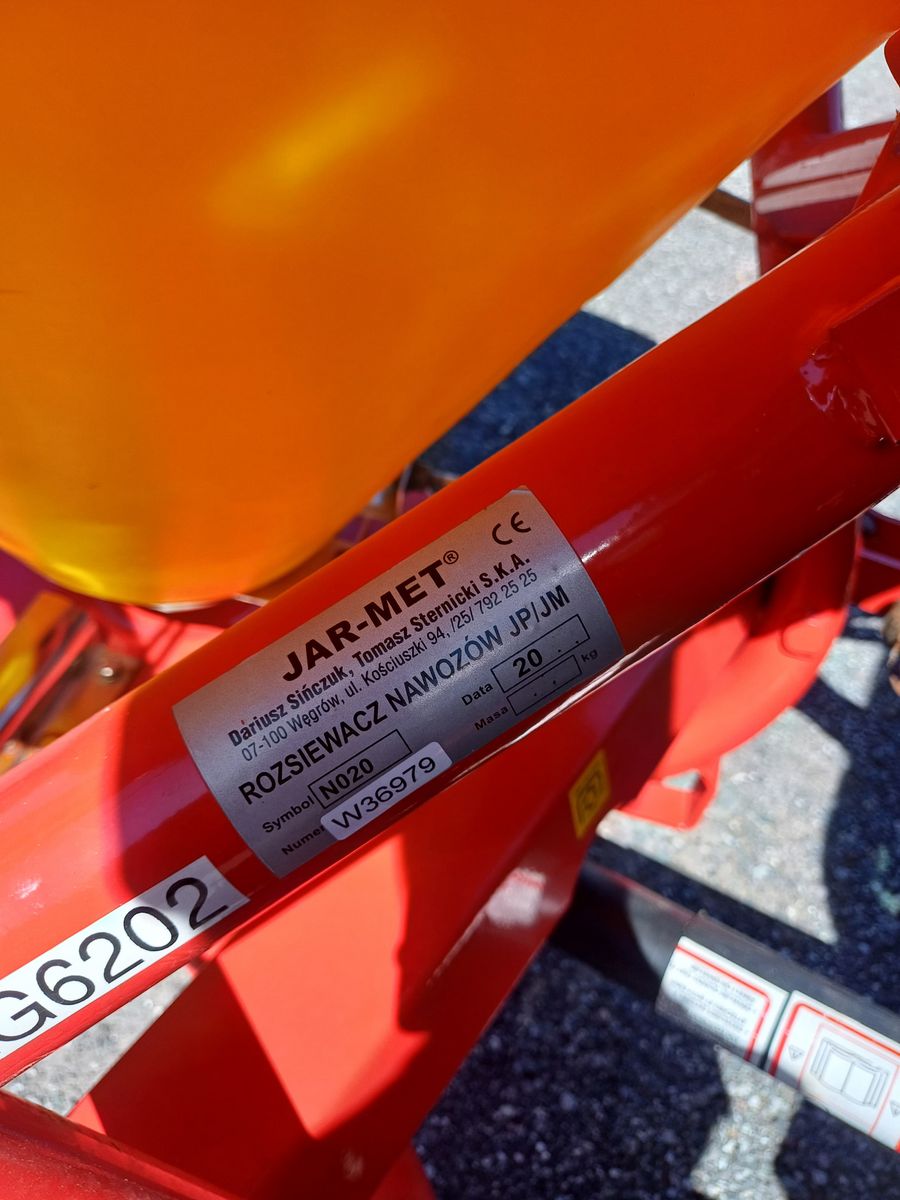 CE
JAR-MET®
Dariusz Sińczuk, Tomasz Sternicki S.K.A.
07-100 Węgrów, ul. Kościuszki 94, /25/ 792 25 25
ROZSIEWACZ NAWOZÓW JP/JM
Symbol N020 Data 20 . .
Numer W36979 Masa . . kg
G6202